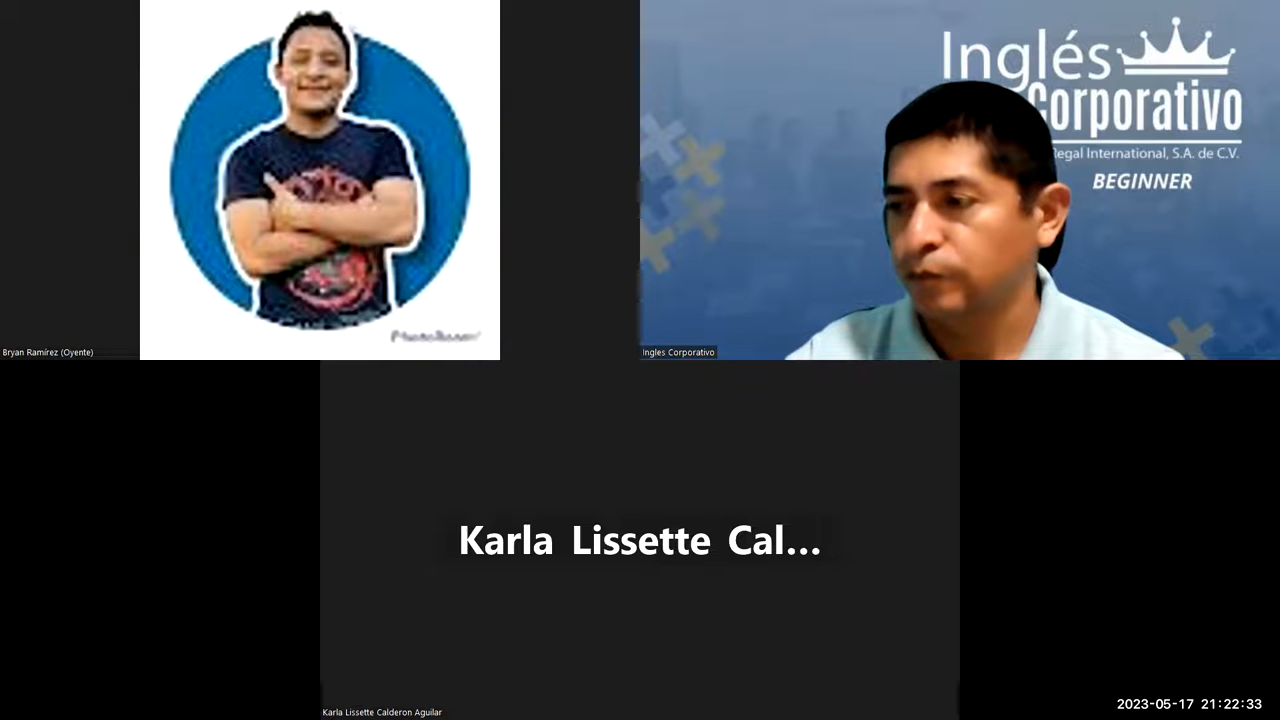 Inglés
Corporativo
Regal International, S.A. de C.V.
BEGINNER
PhotoRoom
Bryan Ramírez (Oyente)
Ingles Corporativo
Karla Lissette Cal...
Karla Lissette Calderon Aguilar
2023-05-17 21:22:33